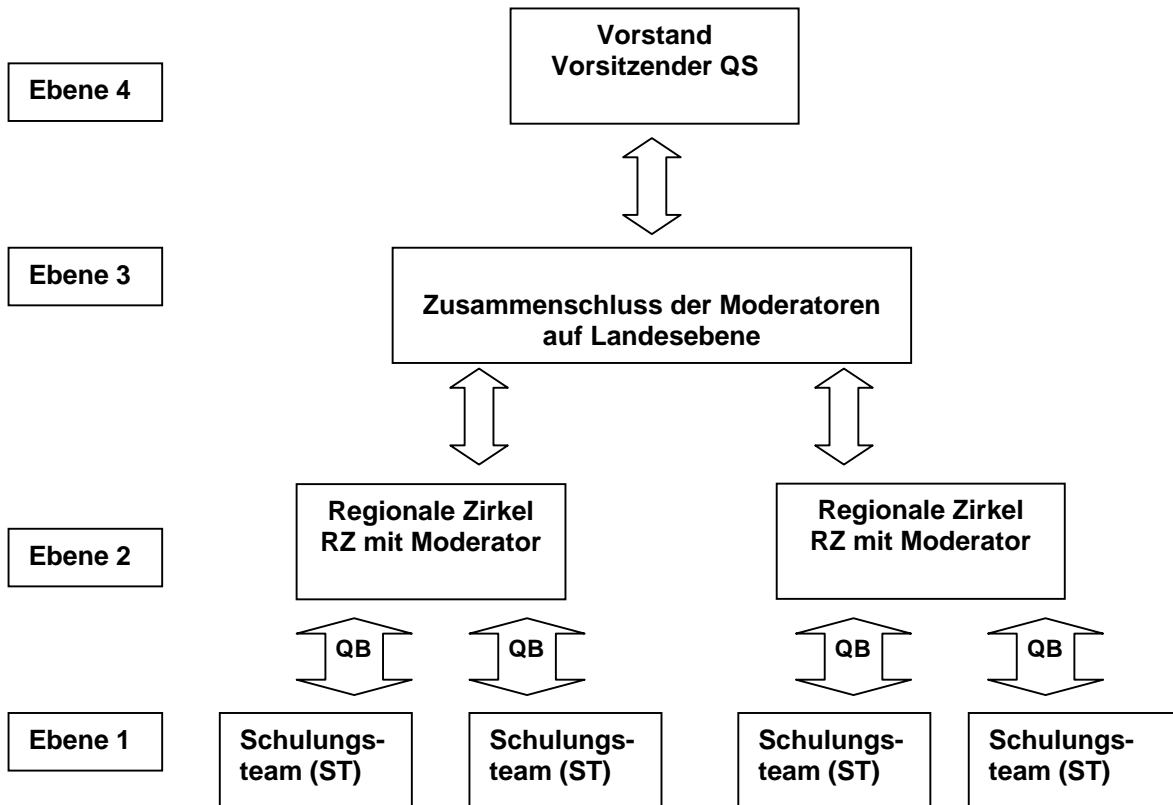 Vorstand
Vorsitzender QS
Ebene 4
Ebene 3
Zusammenschluss der Moderatoren
auf Landesebene
Regionale Zirkel
RZ mit Moderator
Regionale Zirkel
RZ mit Moderator
Ebene 2
QB
QB
QB
QB
Ebene 1
Schulungs-
team (ST)
Schulungs-
team (ST)
Schulungs-
team (ST)
Schulungs-
team (ST)